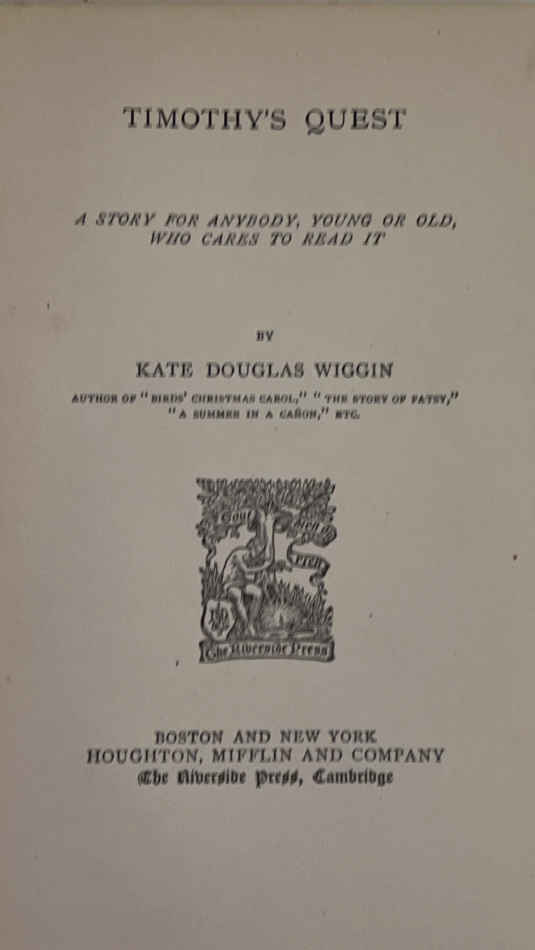 TIMOTHY'S QUEST
A STORY FOR ANYBODY, YOUNG OR OLD,
WHO CARES TO READ IT
BY
KATE DOUGLAS WIGGIN
AUTHOR OF "BIRDS' CHRISTMAS CAROL," "THE STORY OF PATSY,"
"A SUMMER IN A CAÑON," ETC.
Tout
bien
The Riverside Press
BOSTON AND NEW YORK
HOUGHTON, MIFFLIN AND COMPANY
The Riverside Press, Cambridge